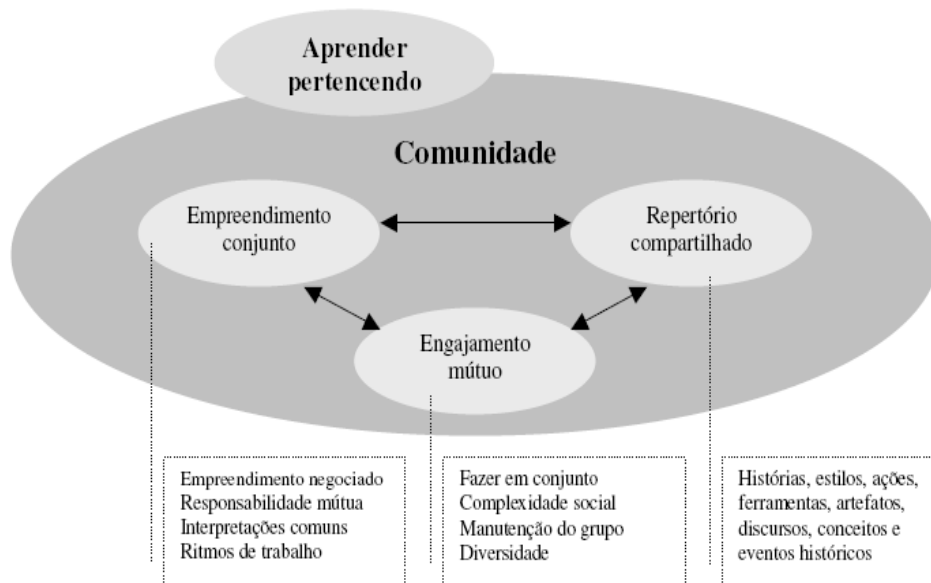 Aprender
pertencendo
Comunidade
Empreendimento
conjunto
Repertório
compartilhado
Engajamento
mútuo
Empreendimento negociado
Responsabilidade mútua
Interpretações comuns
Ritmos de trabalho
Fazer em conjunto
Complexidade social
Manutenção do grupo
Diversidade
Histórias, estilos, ações,
ferramentas, artefatos,
discursos, conceitos e
eventos históricos